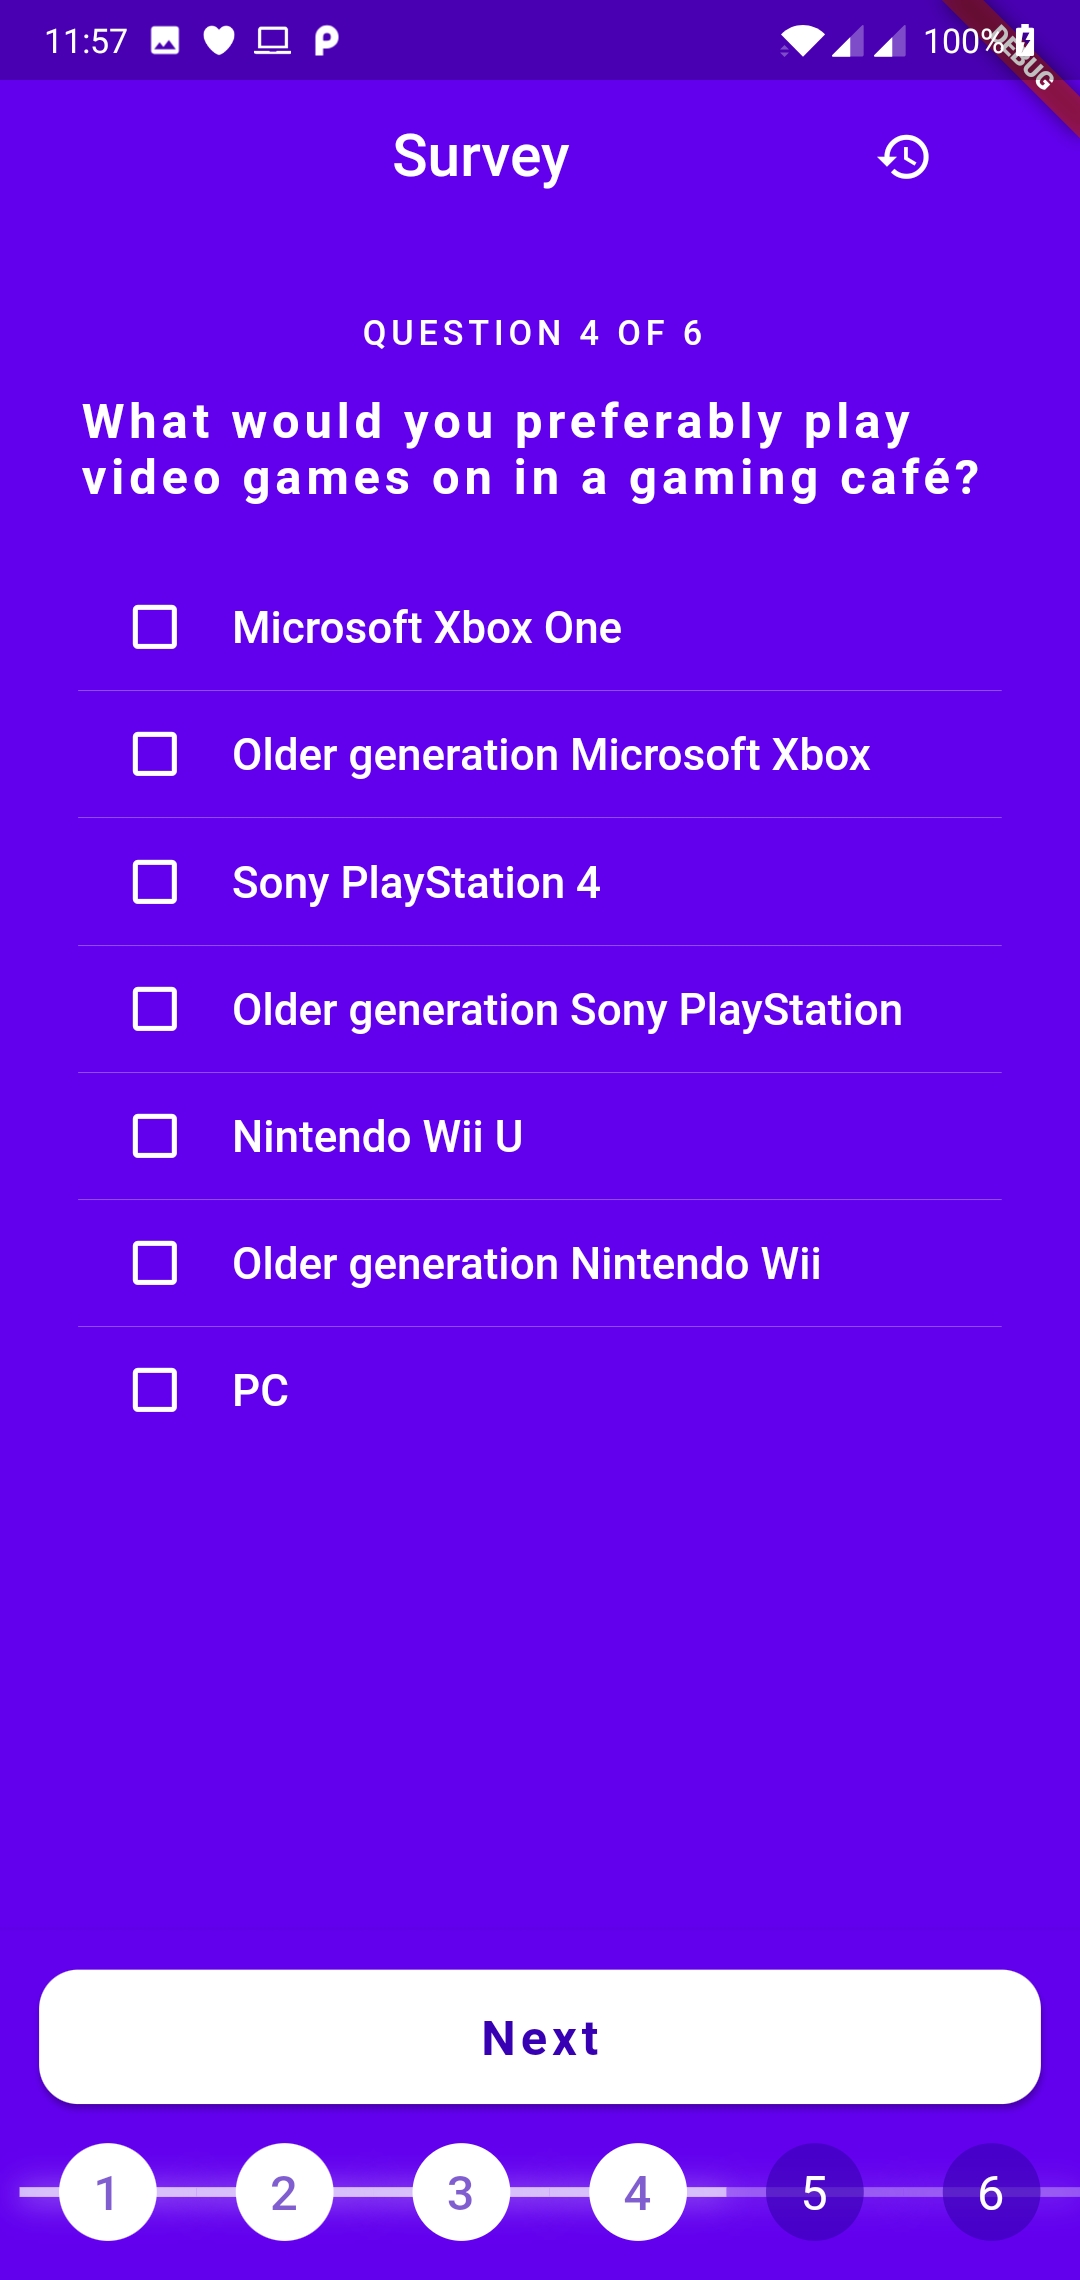 11:57
100%
DEBUG
Survey
QUESTION 4 OF 6
What would you preferably play
video games on in a gaming café?
Microsoft Xbox One
Older generation Microsoft Xbox
Sony PlayStation 4
Older generation Sony PlayStation
Nintendo Wii U
Older generation Nintendo Wii
PC
Next
1 2 3 4 5 6